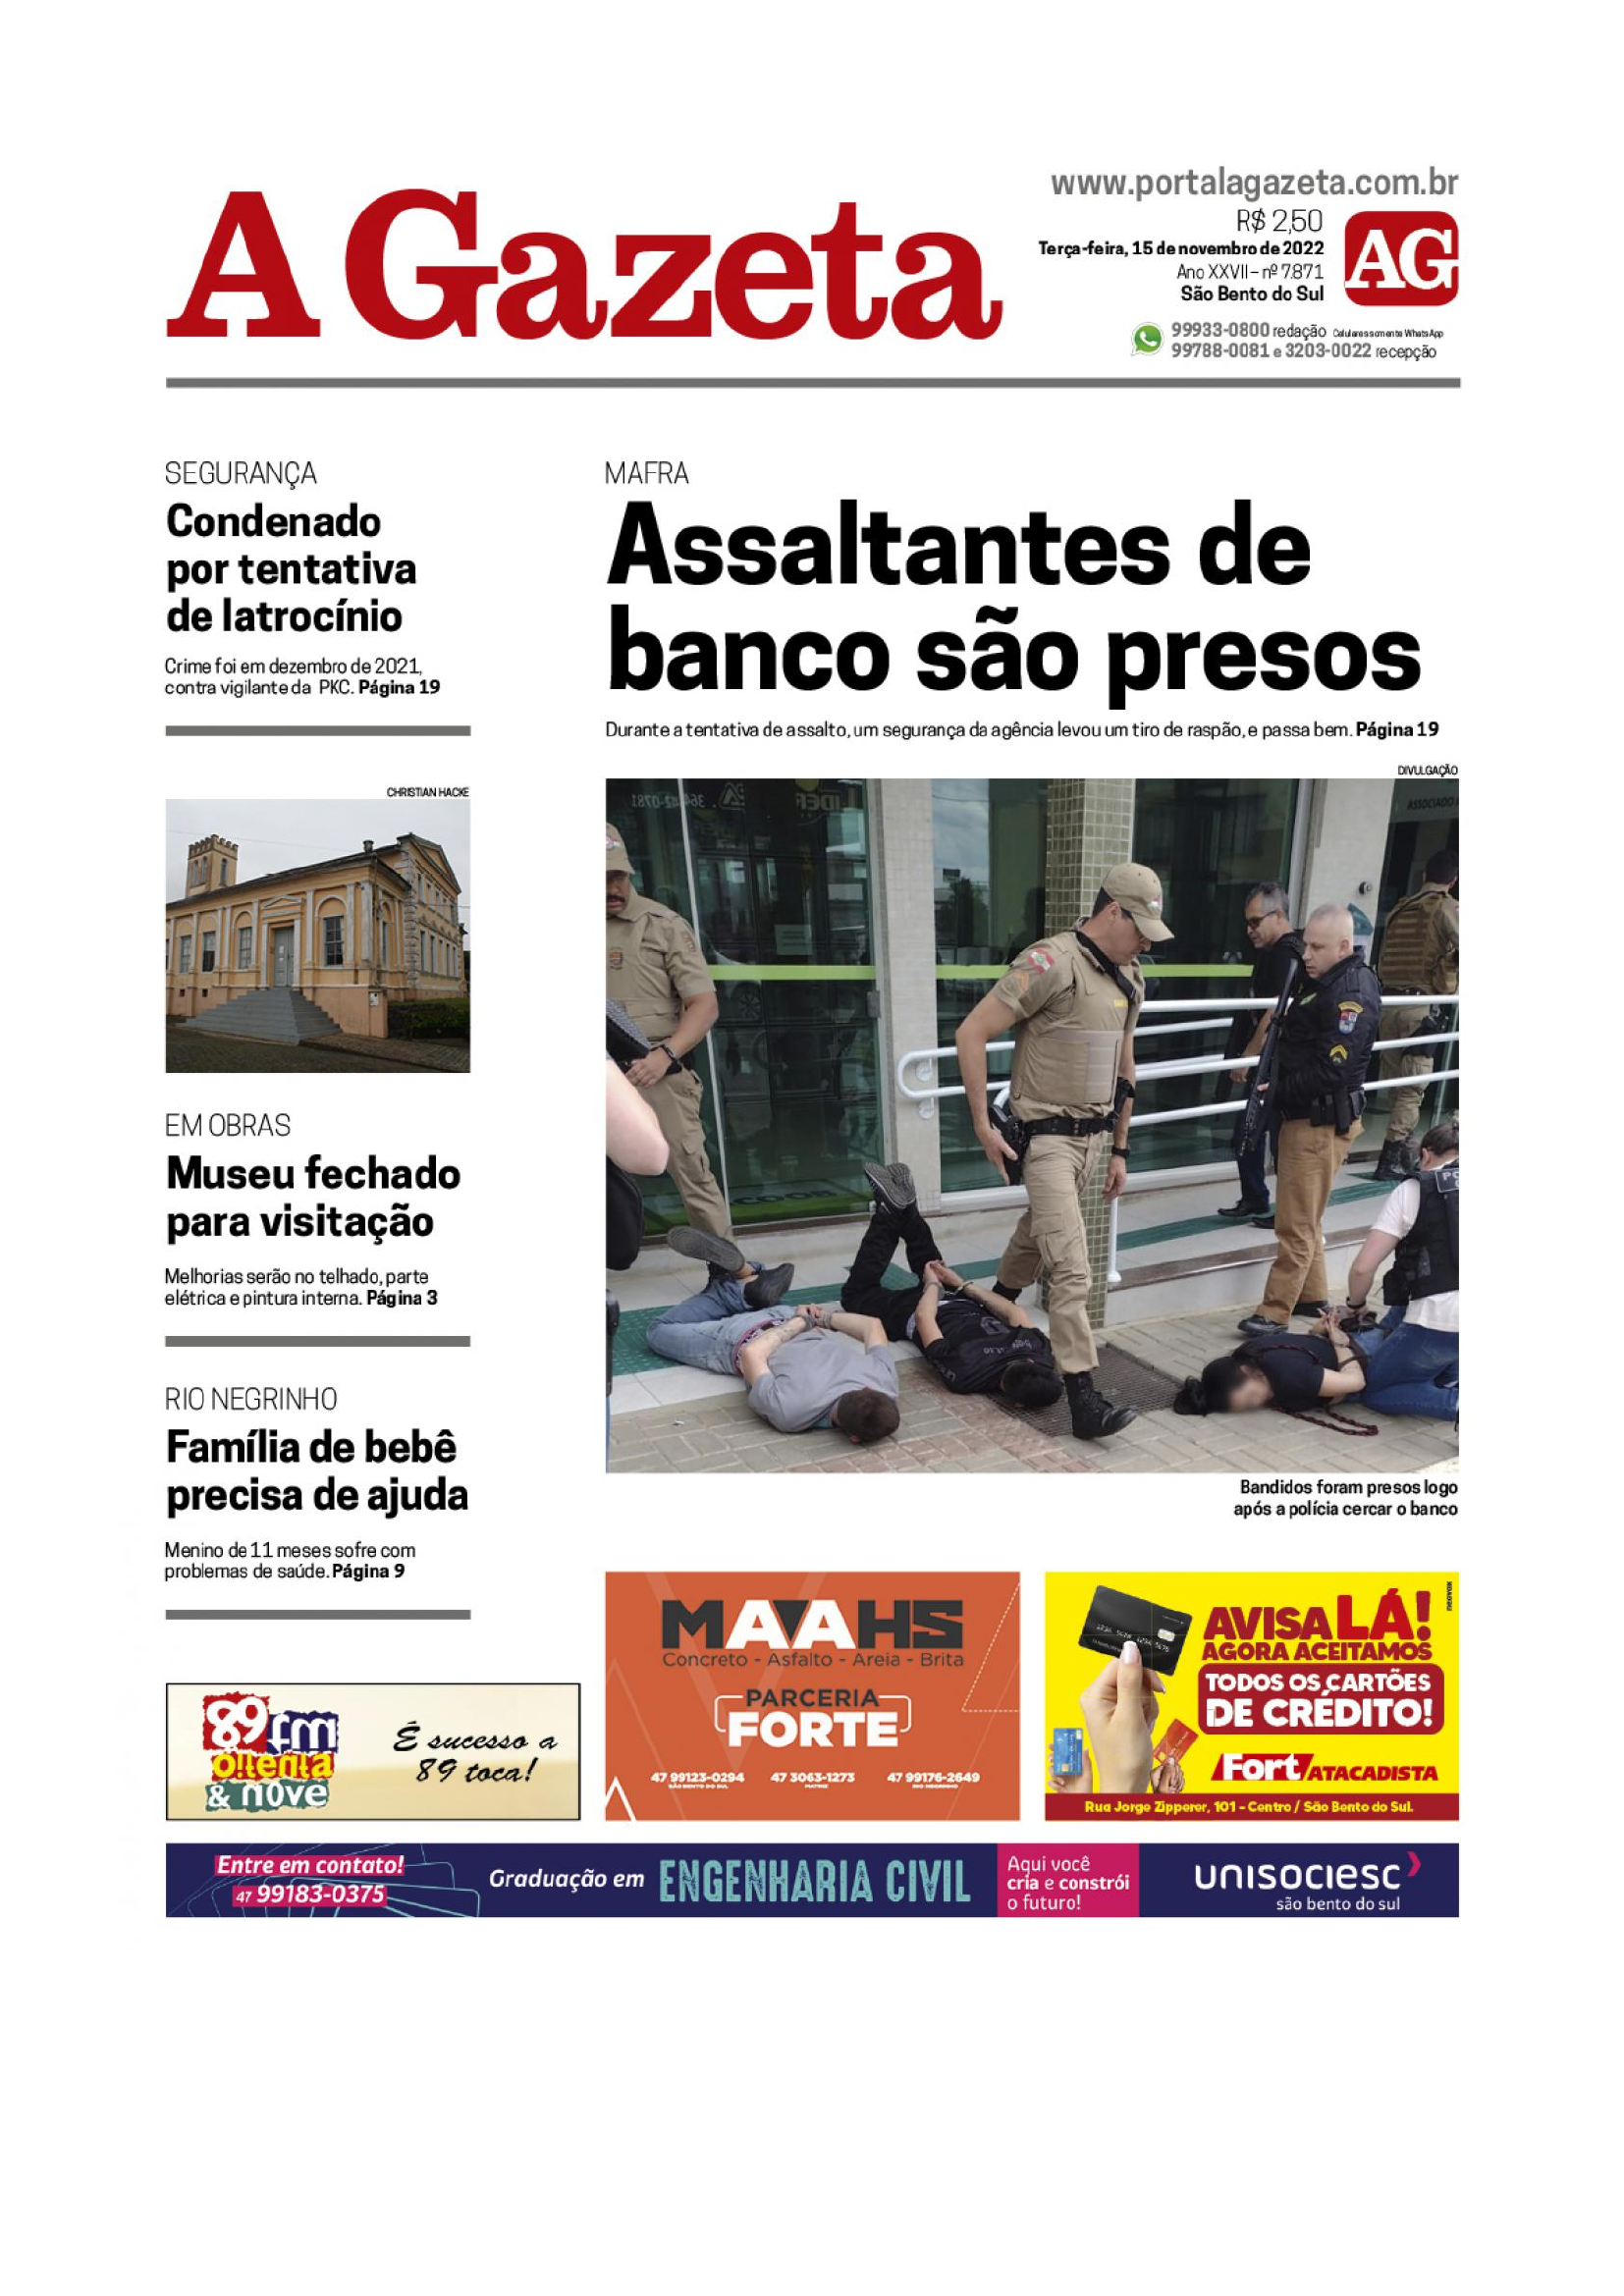 A Gazeta
www.portalagazeta.com.br
R$ 2,50
Terça-feira, 15 de novembro de 2022
Ano XXVII – nº 7.871
São Bento do Sul
AG
99933-0800 redação Celulares somente WhatsApp
99788-0081 e 3203-0022 recepção
SEGURANÇA
Condenado
por tentativa
de latrocínio
Crime foi em dezembro de 2021,
contra vigilante da PKC. Página 19
CHRISTIAN HACKE
EM OBRAS
Museu fechado
para visitação
Melhorias serão no telhado, parte
elétrica e pintura interna. Página 3
RIO NEGRINHO
Família de bebê
precisa de ajuda
Menino de 11 meses sofre com
problemas de saúde. Página 9
MAFRA
Assaltantes de
banco são presos
Durante a tentativa de assalto, um segurança da agência levou um tiro de raspão, e passa bem. Página 19
DIVULGAÇÃO
ASSOCIADO
Bandidos foram presos logo
após a polícia cercar o banco
89 fm
oitenta
& nove
É sucesso a
89 toca!
MAAHS
Concreto - Asfalto - Areia - Brita
PARCERIA
FORTE
47 99123-0294 47 3063-1273 47 99176-2649
SÃO BENTO DO SUL MATRIZ RIO NEGRINHO
neovox
AVISA LÁ!
AGORA ACEITAMOS
TODOS OS CARTÕES
DE CRÉDITO!
Fort ATACADISTA
Rua Jorge Zipperer, 101 - Centro / São Bento do Sul.
Entre em contato!
47 99183-0375
Graduação em ENGENHARIA CIVIL
Aqui você
cria e constrói
o futuro!
unisociesc
são bento do sul